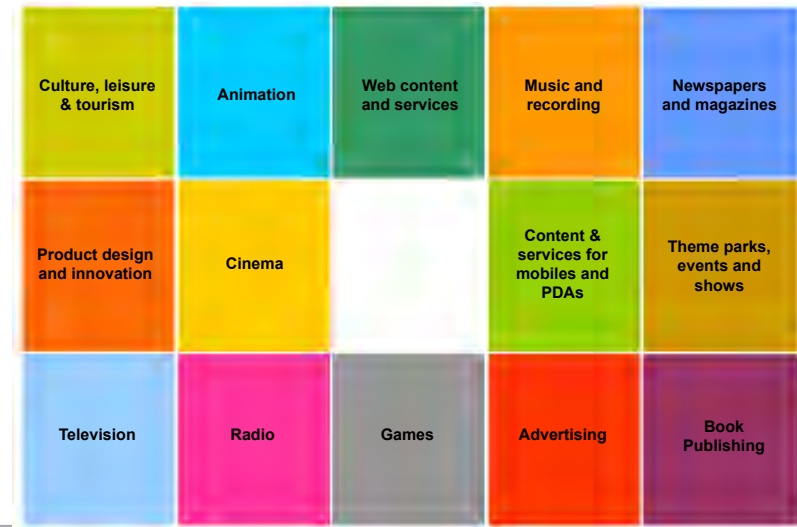 Culture, leisure
& tourism
Animation
Web content
and services
Music and
recording
Newspapers
and magazines
Product design
and innovation
Cinema
Content &
services for
mobiles and
PDAs
Theme parks,
events and
shows
Television
Radio
Games
Advertising
Book
Publishing